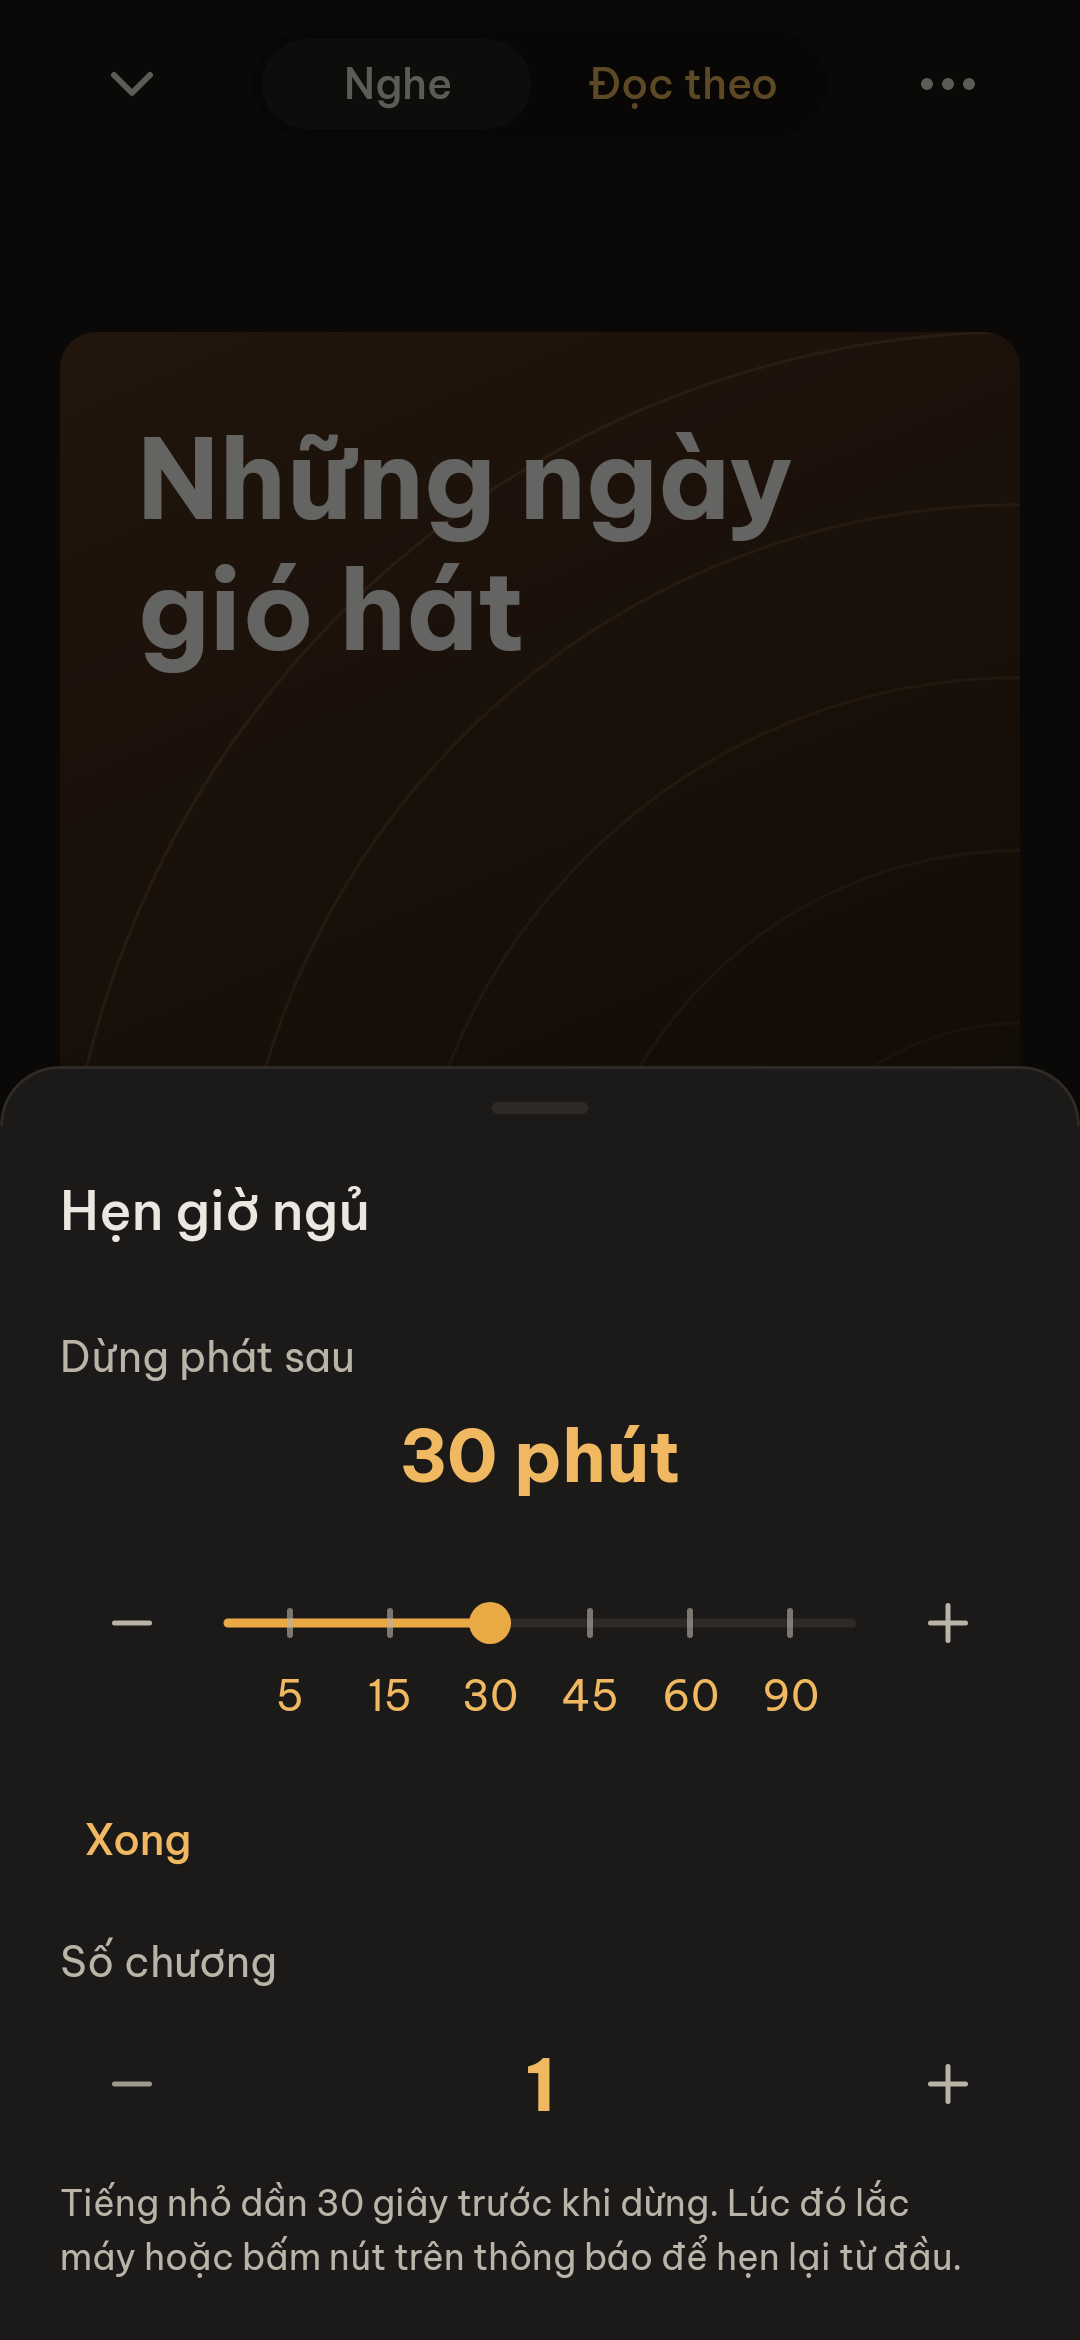 Nghe
Đọc theo
Những ngày
gió hát
Hẹn giờ ngủ
Dừng phát sau
30 phút
5 15 30 45 60 90
Xong
Số chương
1
Tiếng nhỏ dần 30 giây trước khi dừng. Lúc đó lắc
máy hoặc bấm nút trên thông báo để hẹn lại từ đầu.